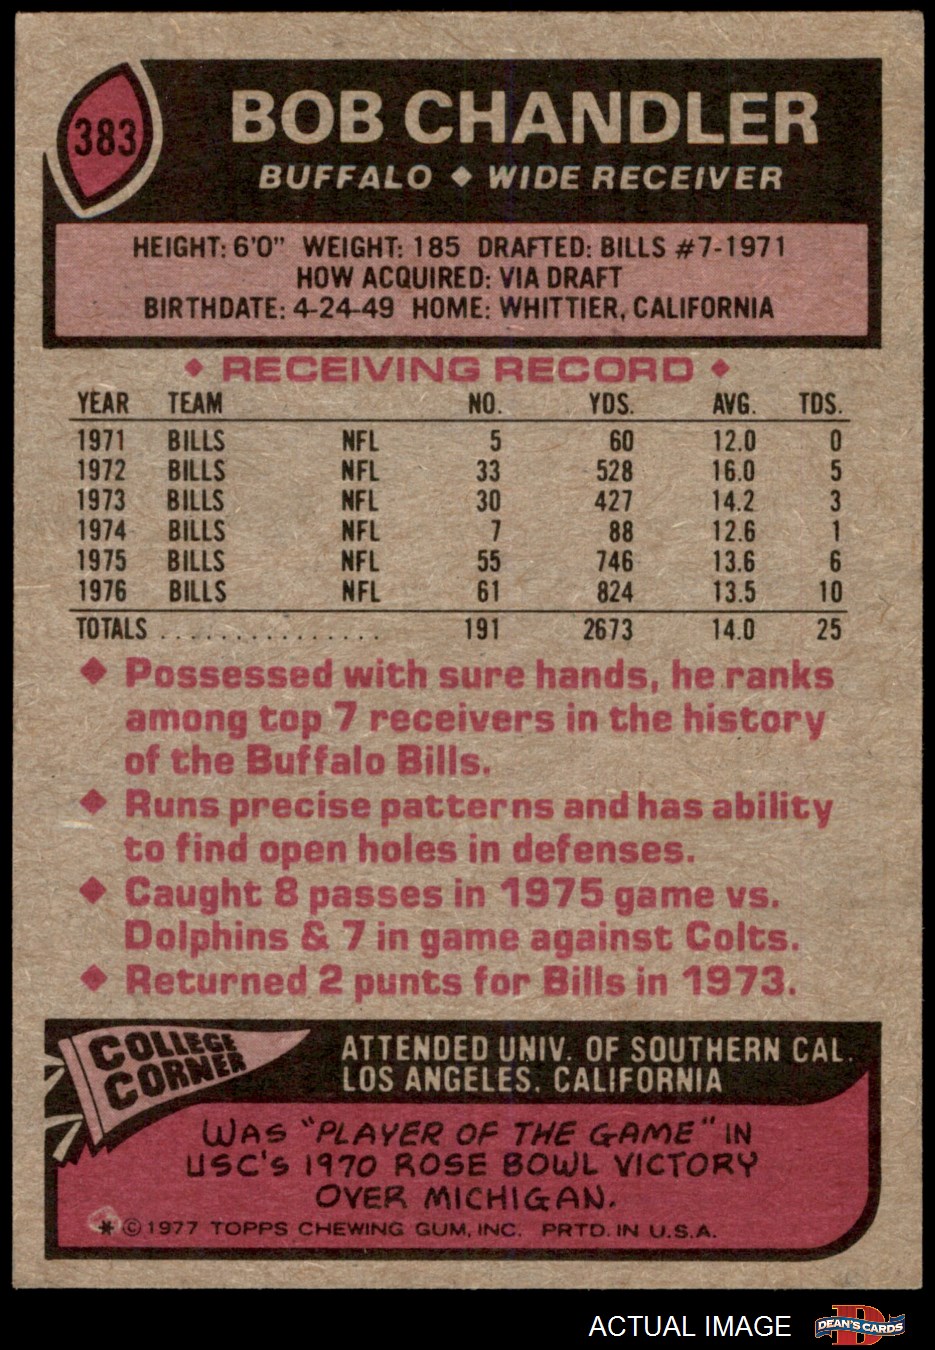 383
BOB CHANDLER
BUFFALO ◆ WIDE RECEIVER
HEIGHT: 6'0" WEIGHT: 185 DRAFTED: BILLS #7-1971
HOW ACQUIRED: VIA DRAFT
BIRTHDATE: 4-24-49 HOME: WHITTIER, CALIFORNIA
◆ RECEIVING RECORD ◆
YEAR TEAM NO. YDS. AVG. TDS.
1971 BILLS NFL 5 60 12.0 0
1972 BILLS NFL 33 528 16.0 5
1973 BILLS NFL 30 427 14.2 3
1974 BILLS NFL 7 88 12.6 1
1975 BILLS NFL 55 746 13.6 6
1976 BILLS NFL 61 824 13.5 10
TOTALS . . . . . . . . . . . . . . . 191 2673 14.0 25
◆ Possessed with sure hands, he ranks
among top 7 receivers in the history
of the Buffalo Bills.
◆ Runs precise patterns and has ability
to find open holes in defenses.
◆ Caught 8 passes in 1975 game vs.
Dolphins & 7 in game against Colts.
◆ Returned 2 punts for Bills in 1973.
COLLEGE
CORNER
ATTENDED UNIV. OF SOUTHERN CAL.
LOS ANGELES, CALIFORNIA
WAS "PLAYER OF THE GAME" IN
USC'S 1970 ROSE BOWL VICTORY
OVER MICHIGAN.
* © 1977 TOPPS CHEWING GUM, INC. PRTD. IN U.S.A.
ACTUAL IMAGE
D
DEAN'S CARDS